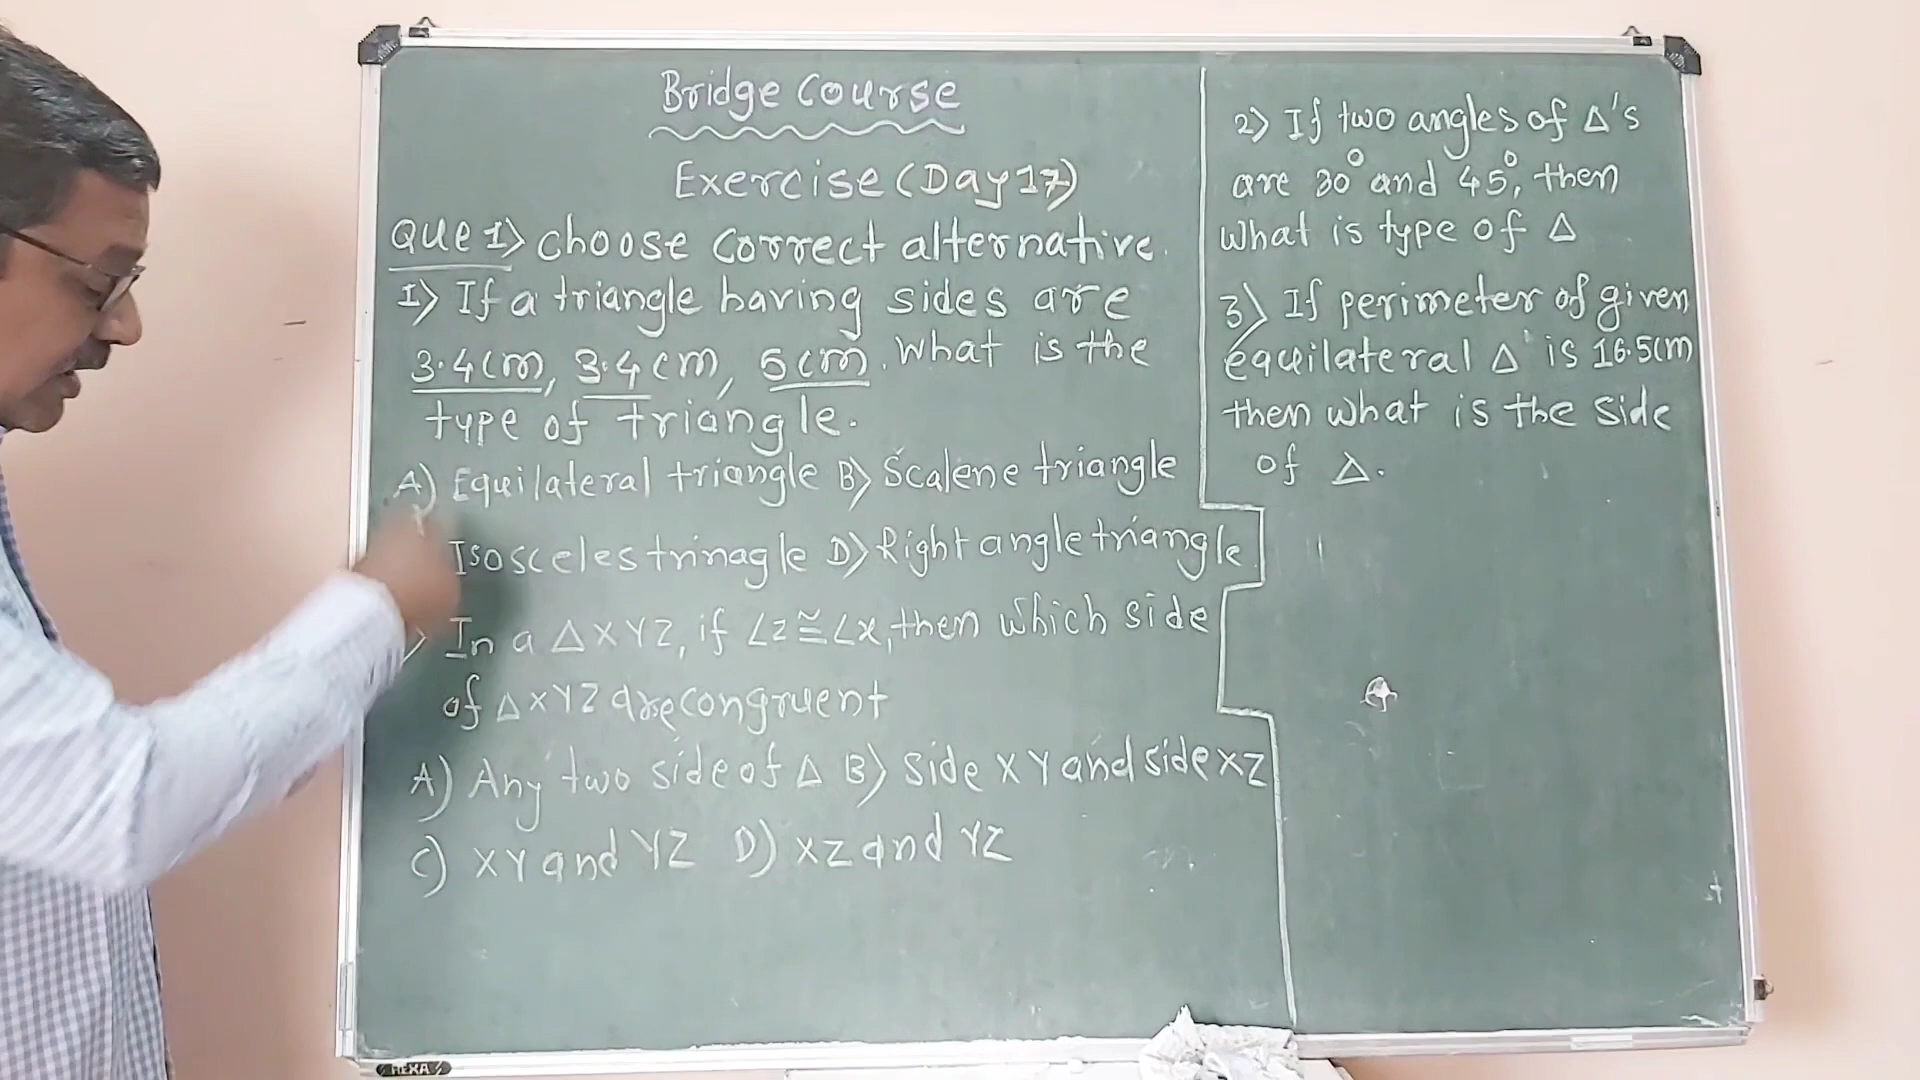 Bridge Course
Exercise (Day 17)
QUE 1) Choose Correct alternative.
I) If a triangle having sides are
3.4cm, 3.4cm, 5cm. What is the
type of triangle.
A) Equilateral triangle B) Scalene triangle
Isosceles trinagle D) Right angle triangle
) In a △XYZ, if ∠Z≅∠X, then which side
of △XYZ are congruent
A) Any two side of △ B) Side XY and side XZ
C) XY and YZ D) XZ and YZ
2) If two angles of △'s
are 30° and 45°, then
What is type of △
3) If perimeter of given
equilateral △ is 16.5cm
then what is the side
of △.
HEXA